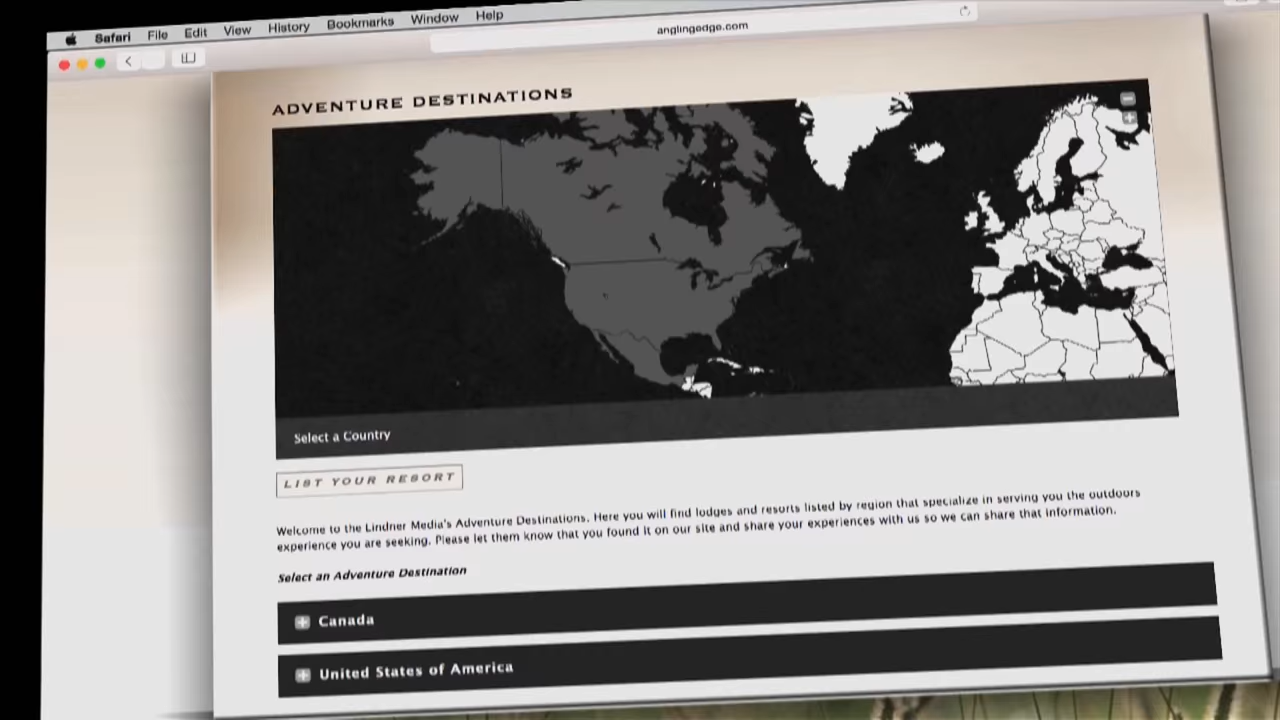 Safari File Edit View History Bookmarks Window Help
anglingedge.com
ADVENTURE DESTINATIONS
Select a Country
LIST YOUR RESORT
Welcome to the Lindner Media's Adventure Destinations. Here you will find lodges and resorts listed by region that specialize in serving you the outdoors
experience you are seeking. Please let them know that you found it on our site and share your experiences with us so we can share that information.
Select an Adventure Destination
Canada
United States of America